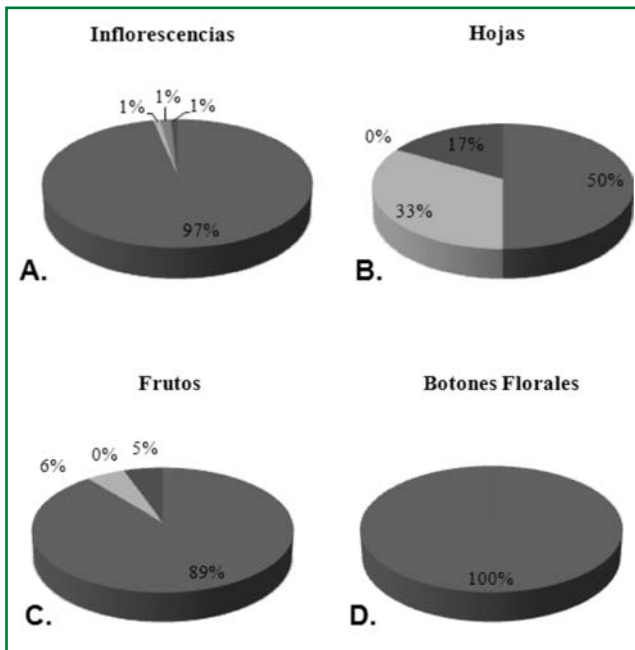 Inflorescencias
1%
1%
1%
97%
A.
Hojas
0%
17%
50%
33%
B.
Frutos
6%
0%
5%
89%
C.
Botones Florales
100%
D.